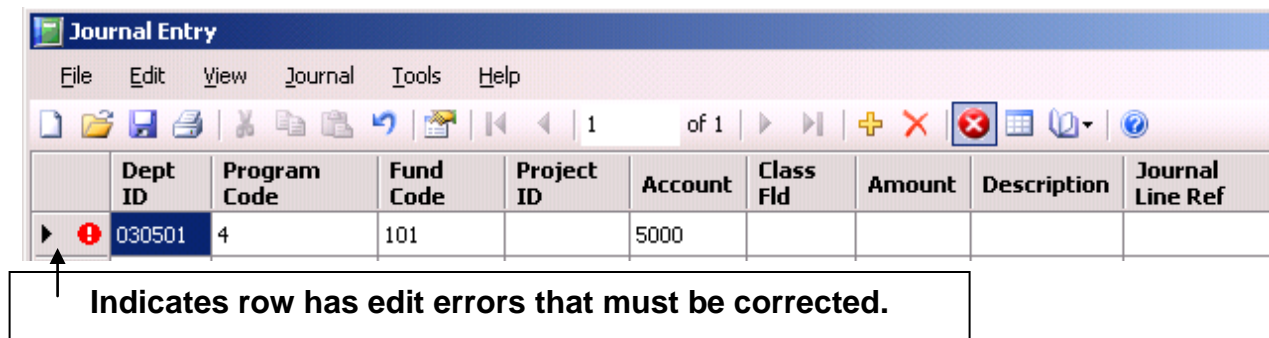 Journal Entry
File Edit View Journal Tools Help
1 of 1
Dept ID Program Code Fund Code Project ID Account Class Fld Amount Description Journal Line Ref
030501 4 101 5000
Indicates row has edit errors that must be corrected.